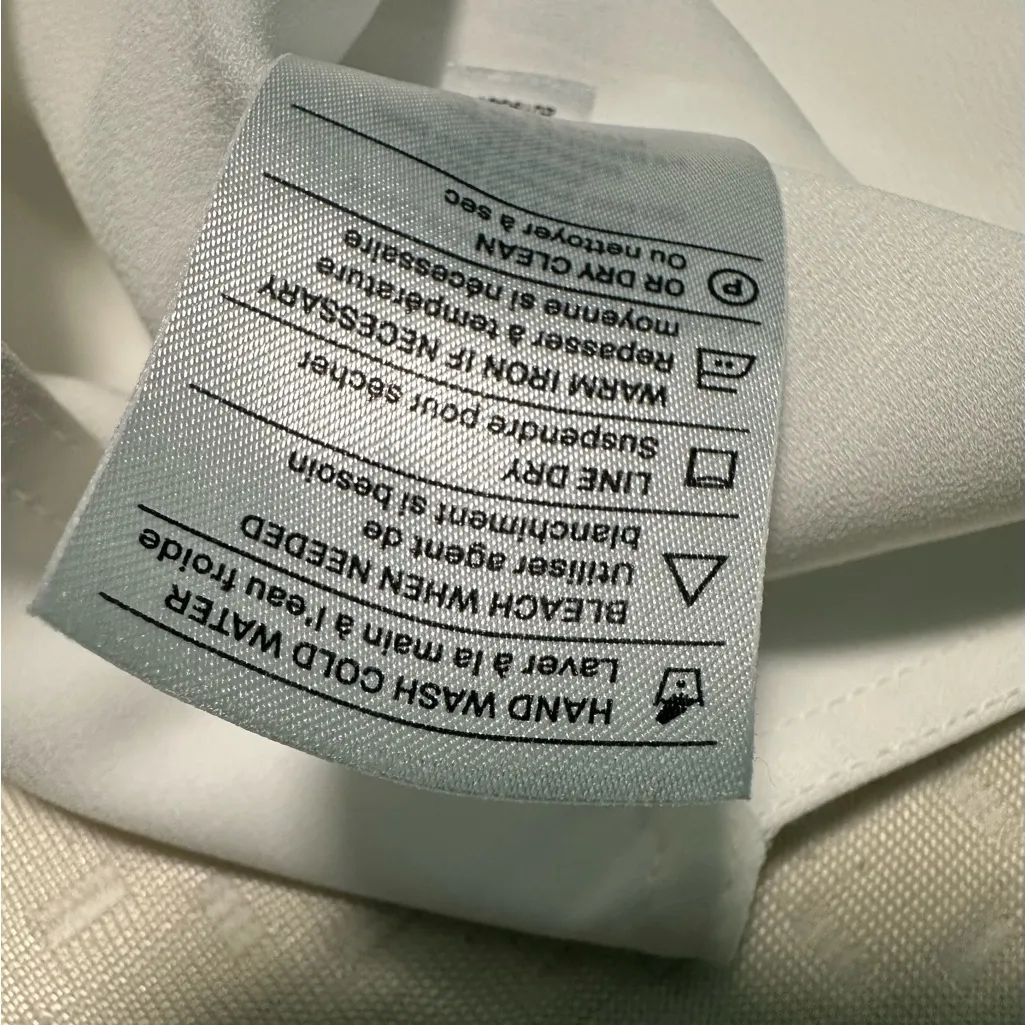 HAND WASH COLD WATER
Laver à la main à l'eau froide
BLEACH WHEN NEEDED
Utiliser agent de
blanchiment si besoin
LINE DRY
Suspendre pour sécher
WARM IRON IF NECESSARY
Repasser à température
moyenne si nécessaire
P
OR DRY CLEAN
Ou nettoyer à sec